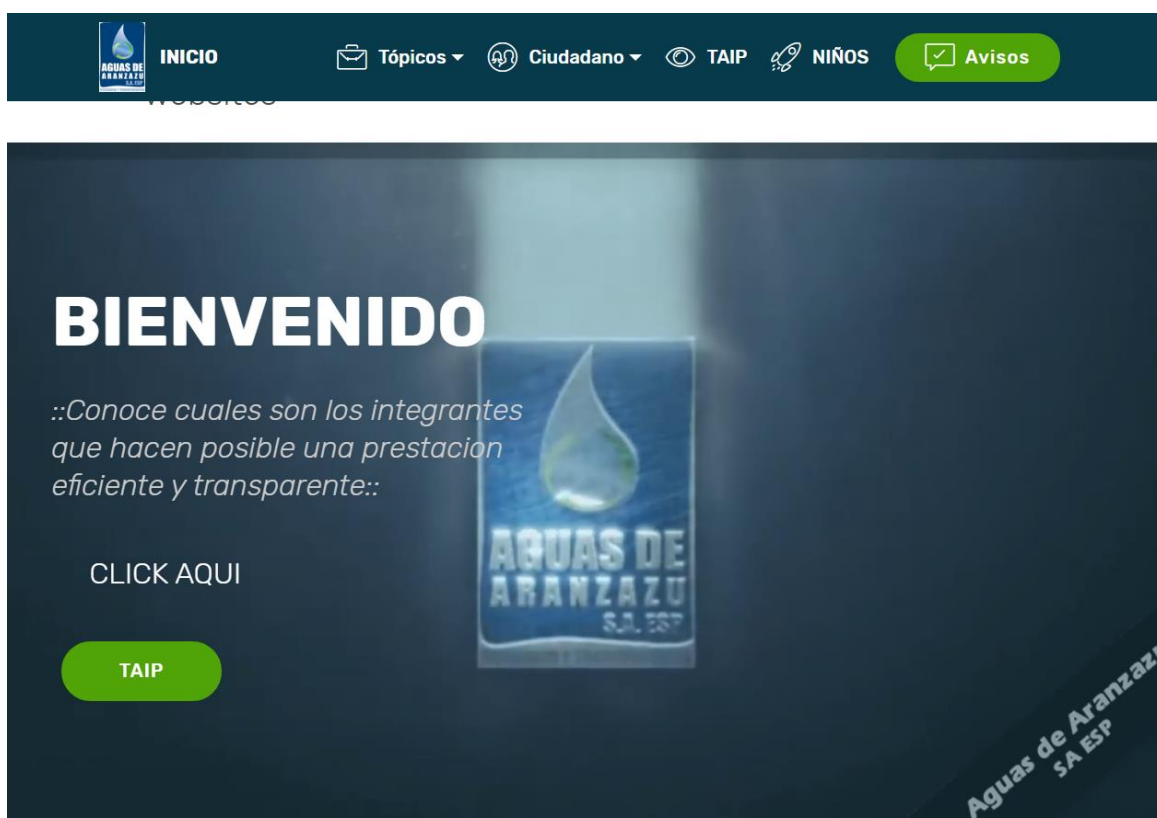 AGUAS DE
ARANZAZU
S.A. ESP
INICIO
Tópicos
Ciudadano
TAIP
NIÑOS
Avisos
BIENVENIDO
::Conoce cuales son los integrantes
que hacen posible una prestacion
eficiente y transparente::
CLICK AQUI
TAIP
AGUAS DE
ARANZAZU
S.A. ESP
Aguas de Aranzazu
SA ESP